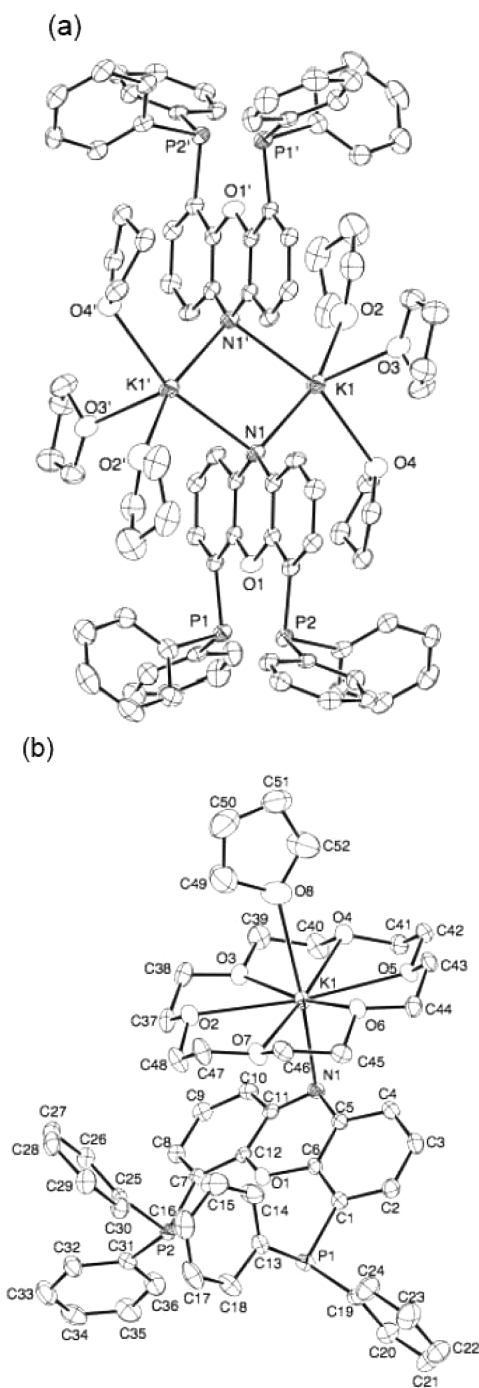 (a)
P2' P1'
O1'
O4' O2
N1' O3
K1' K1
O3'
N1
O2' O4
O1
P1 P2
(b)
C51
C50
C52
C49
O8
C39 C40 O4 C41 C42
C38 O3 O5 C43
K1
C37 O2 O6 C44
O7
C48 C47 C46 C45
C10 N1
C9 C11 C5 C4
C27 C8 C12 C6 C3
C28 C26 C7 O1
C29 C25 C16 C15 C14 C1 C2
C30 P2
C32 C31 C13 P1 C24
C33 C36 C17 C18 C19 C23
C34 C35 C20 C22
C21